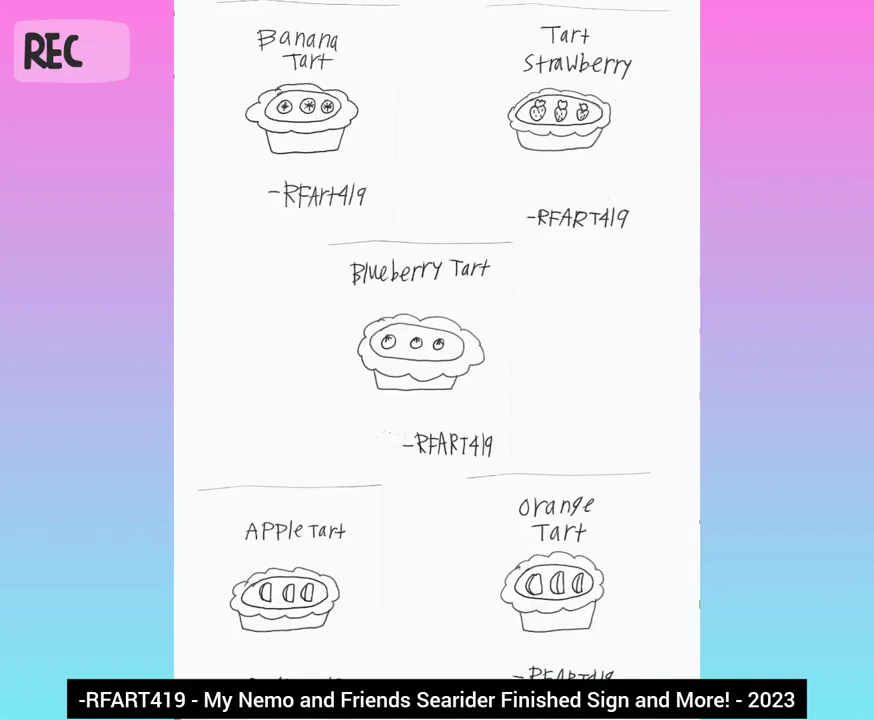 REC
Banana
Tart
-RFArt419
Tart
Strawberry
-RFART419
Blueberry Tart
-RFART419
APPle Tart
orange
Tart
-RFART419
-RFART419 - My Nemo and Friends Searider Finished Sign and More! - 2023